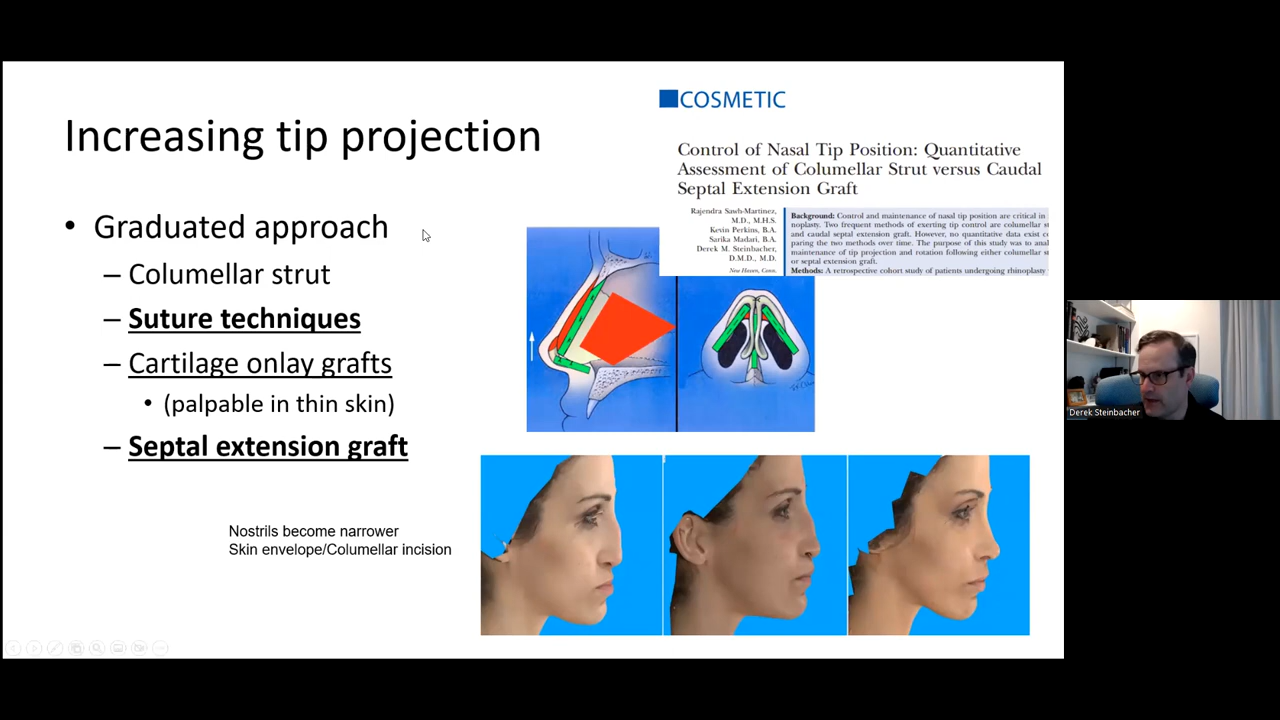 Increasing tip projection
• Graduated approach
– Columellar strut
– Suture techniques
– Cartilage onlay grafts
• (palpable in thin skin)
– Septal extension graft
Nostrils become narrower
Skin envelope/Columellar incision
COSMETIC
Control of Nasal Tip Position: Quantitative
Assessment of Columellar Strut versus Caudal
Septal Extension Graft
Rajendra Sawh-Martinez,
M.D., M.H.S.
Kevin Perkins, B.A.
Sarika Madari, B.A.
Derek M. Steinbacher,
D.M.D., M.D.
New Haven, Conn.
Background: Control and maintenance of nasal tip position are critical in
noplasty. Two frequent methods of exerting tip control are columellar
and caudal septal extension graft. However, no quantitative data exist
paring the two methods over time. The purpose of this study was to
maintenance of tip projection and rotation following either columellar
or septal extension graft.
Methods: A retrospective cohort study of patients undergoing rhinoplasty
Derek Steinbacher